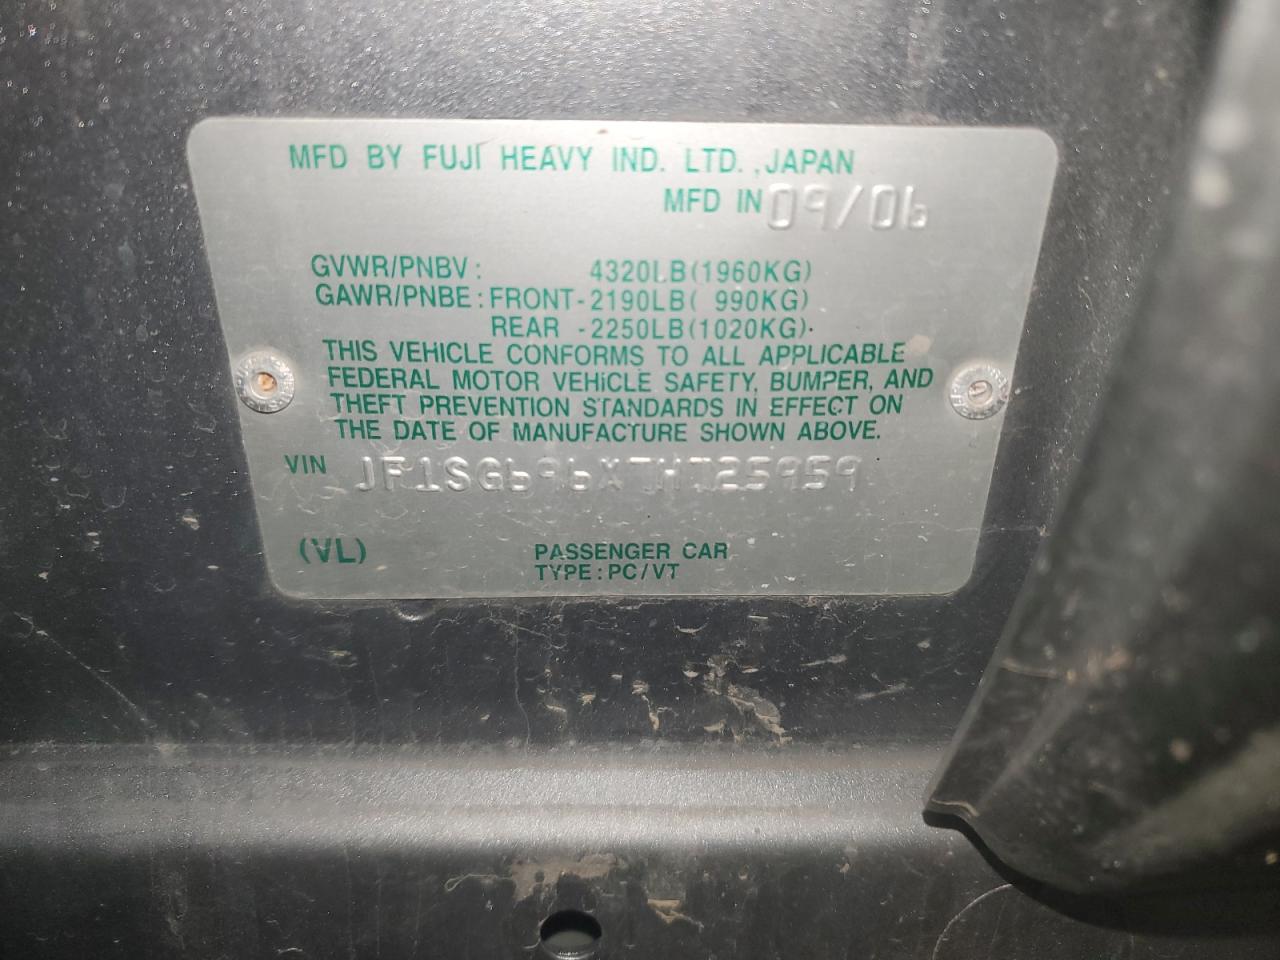 MFD BY FUJI HEAVY IND. LTD. ,JAPAN
MFD IN 09/06
GVWR/PNBV : 4320LB(1960KG)
GAWR/PNBE : FRONT-2190LB( 990KG)
REAR -2250LB(1020KG).
THIS VEHICLE CONFORMS TO ALL APPLICABLE
FEDERAL MOTOR VEHICLE SAFETY, BUMPER, AND
THEFT PREVENTION STANDARDS IN EFFECT ON
THE DATE OF MANUFACTURE SHOWN ABOVE.
VIN JF1SG696X7H725959
(VL)
PASSENGER CAR
TYPE : PC/VT